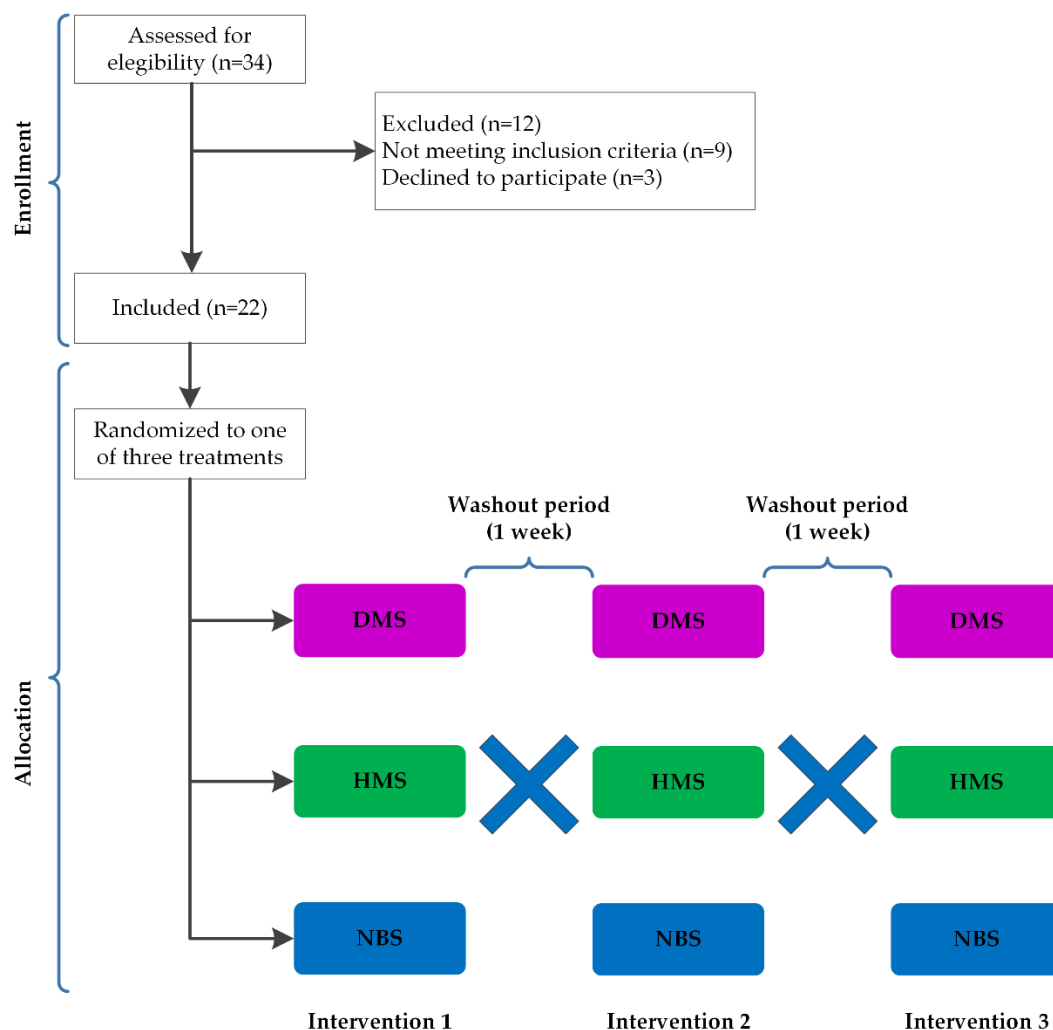 Assessed for
elegibility (n=34)
Excluded (n=12)
Not meeting inclusion criteria (n=9)
Declined to participate (n=3)
Enrollment
Included (n=22)
Randomized to one
of three treatments
Washout period
(1 week)
Washout period
(1 week)
DMS
DMS
DMS
Allocation
HMS
HMS
HMS
NBS
NBS
NBS
Intervention 1
Intervention 2
Intervention 3